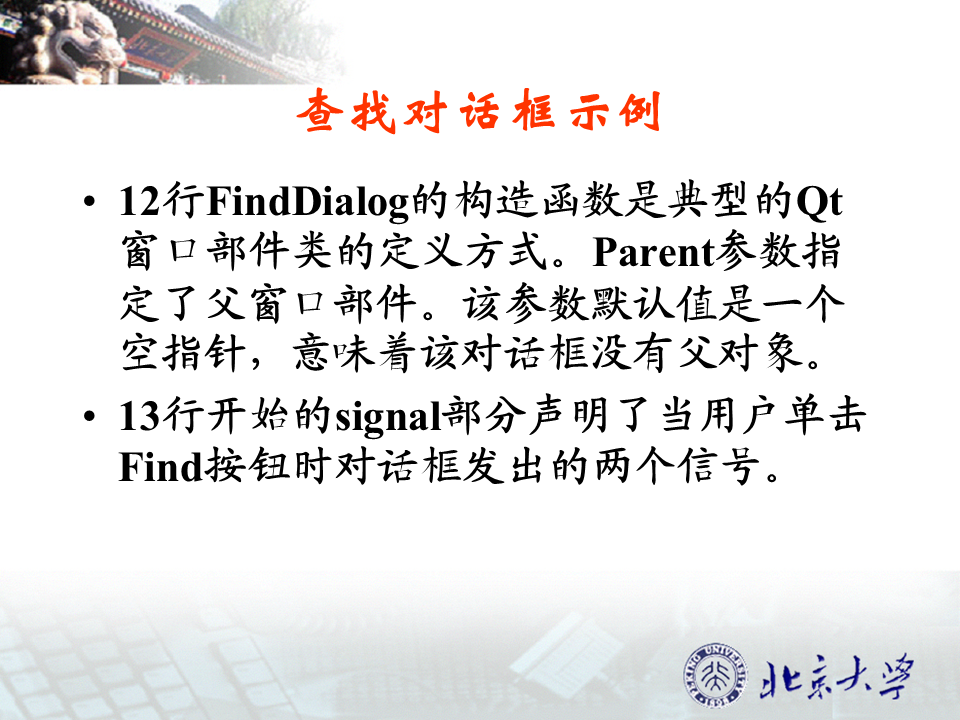 查找对话框示例
• 12行FindDialog的构造函数是典型的Qt
窗口部件类的定义方式。Parent参数指
定了父窗口部件。该参数默认值是一个
空指针，意味着该对话框没有父对象。
• 13行开始的signal部分声明了当用户单击
Find按钮时对话框发出的两个信号。
PEKING UNIVERSITY
1898
北京大学